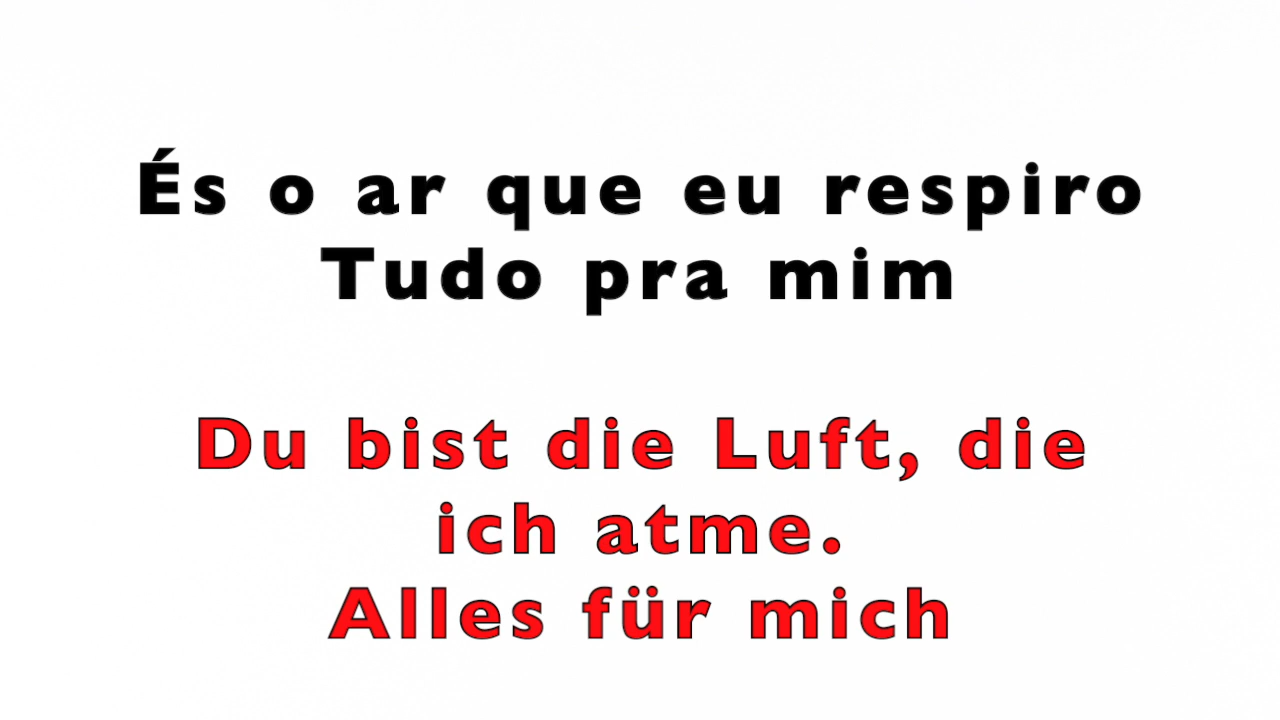 És o ar que eu respiro
Tudo pra mim
Du bist die Luft, die
ich atme.
Alles für mich